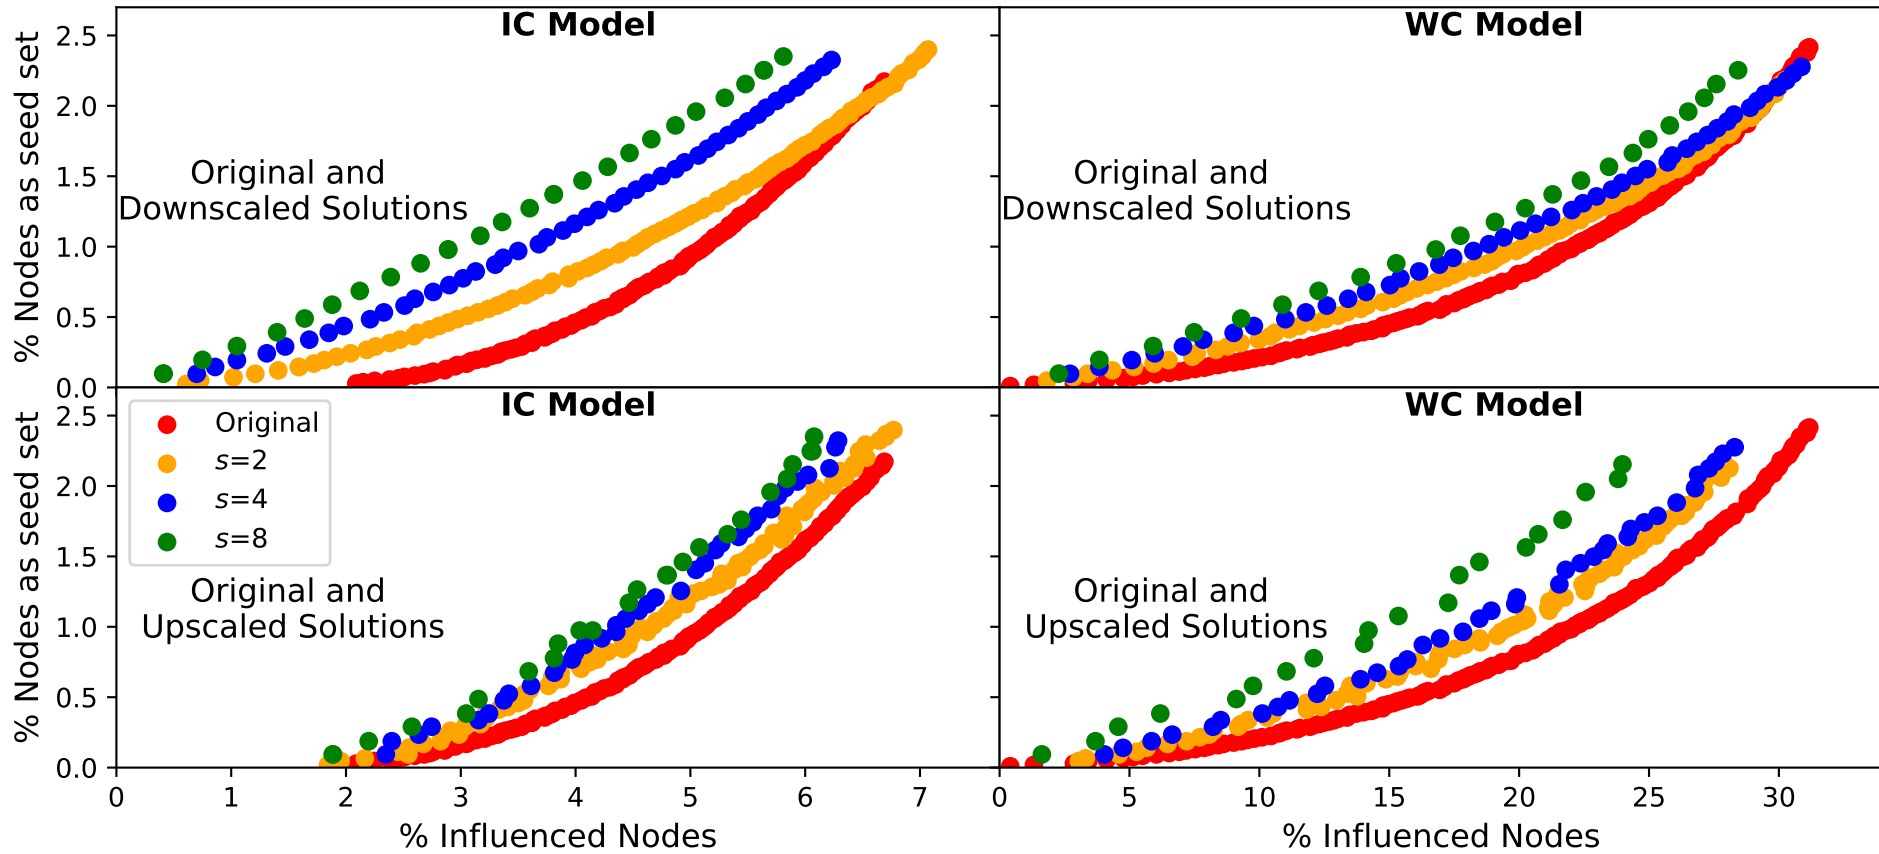 IC Model
WC Model
% Nodes as seed set
2.5
2.0
1.5
1.0
0.5
0.0
Original and
Downscaled Solutions
Original and
Downscaled Solutions
IC Model
WC Model
% Nodes as seed set
2.5
2.0
1.5
1.0
0.5
0.0
Original
s=2
s=4
s=8
Original and
Upscaled Solutions
Original and
Upscaled Solutions
0 1 2 3 4 5 6 7
0 5 10 15 20 25 30
% Influenced Nodes
% Influenced Nodes